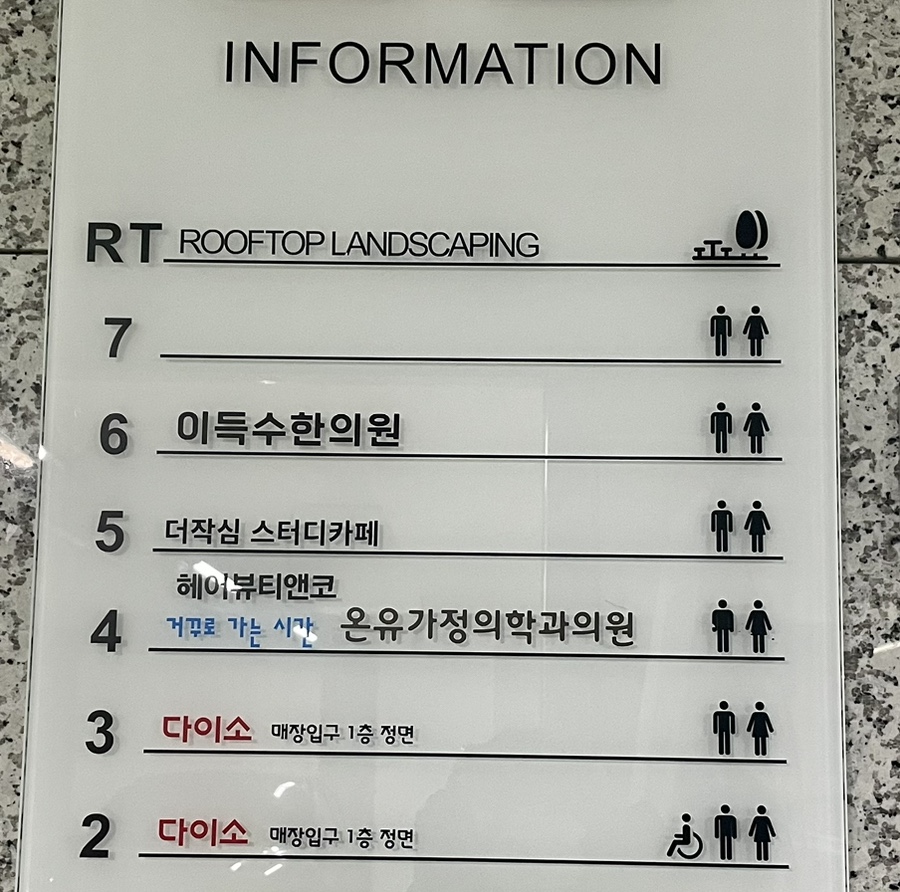 INFORMATION
RT ROOFTOP LANDSCAPING
7
6 이득수한의원
5 더작심 스터디카페
헤어뷰티앤코
4 거꾸로 가는 시간 온유가정의학과의원
3 다이소 매장입구 1층 정면
2 다이소 매장입구 1층 정면